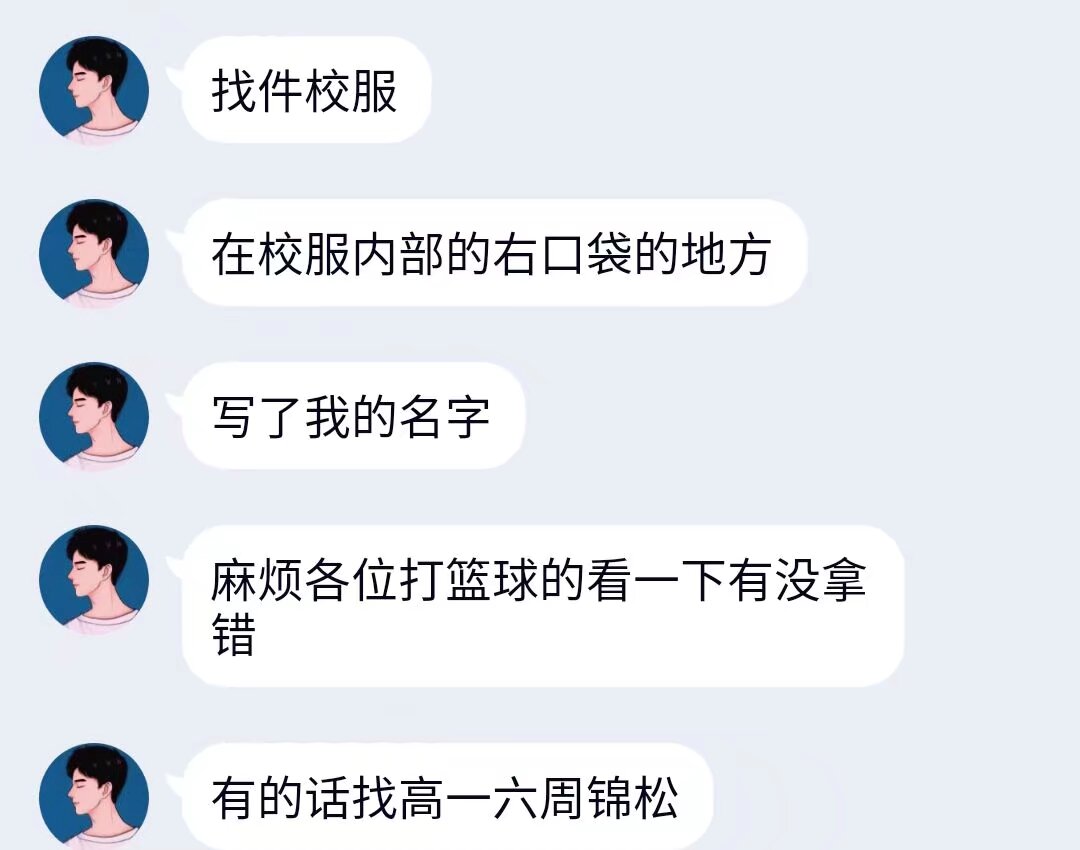 找件校服
在校服内部的右口袋的地方
写了我的名字
麻烦各位打篮球的看一下有没拿
错
有的话找高一六周锦松